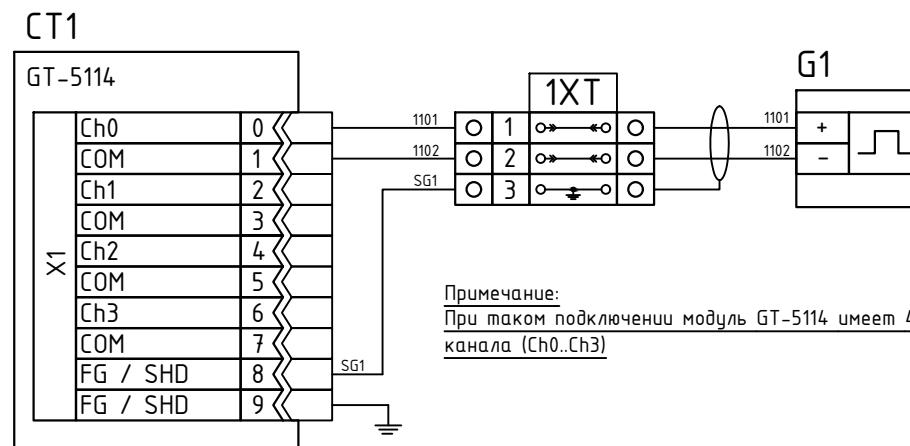 CT1
GT-5114
X1
Ch0 0
COM 1
Ch1 2
COM 3
Ch2 4
COM 5
Ch3 6
COM 7
FG / SHD 8
FG / SHD 9
1101
1102
SG1
SG1
1XT
1
2
3
G1
1101 +
1102 -
Примечание:
При таком подключении модуль GT-5114 имеет 4
канала (Ch0..Ch3)